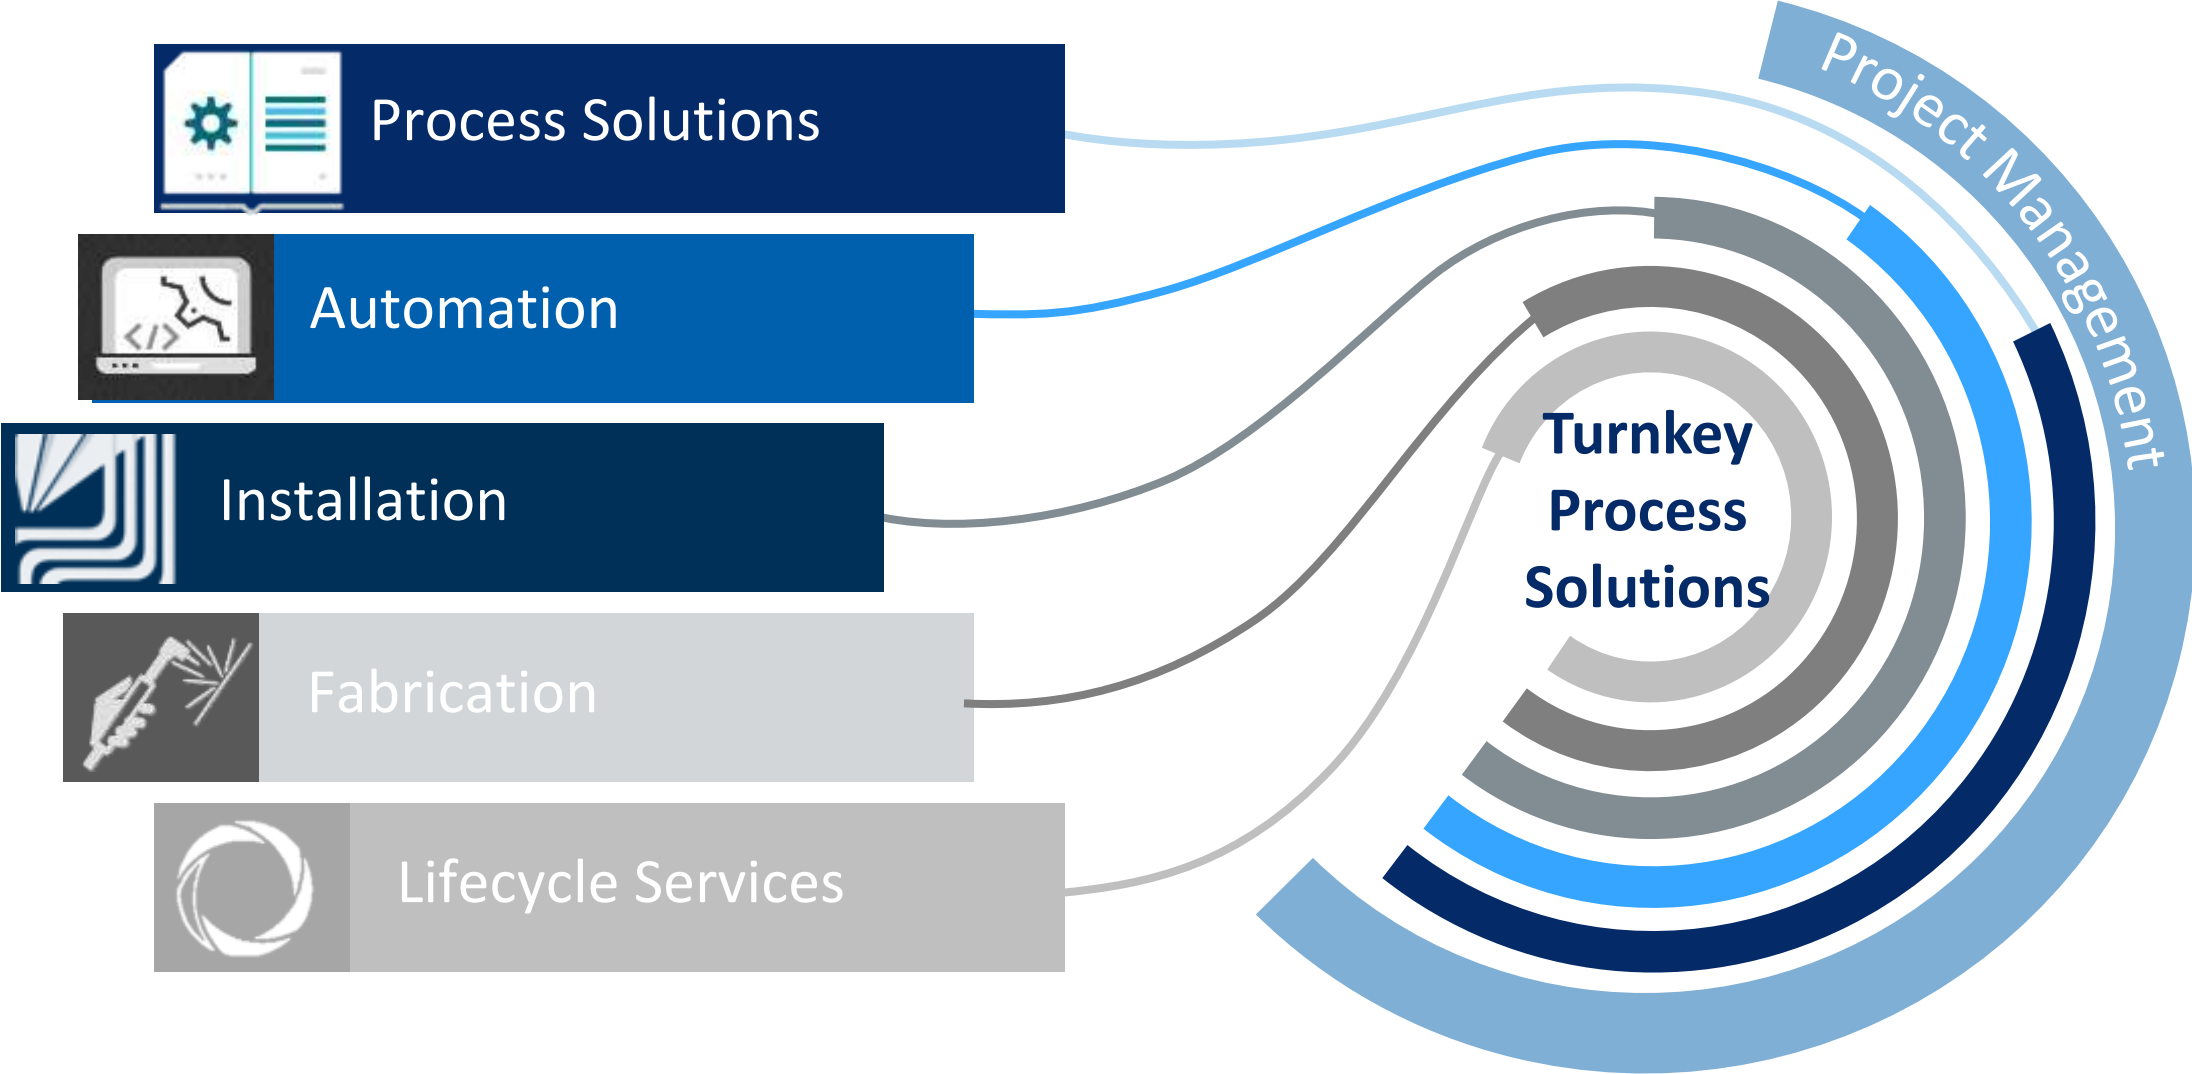 Process Solutions
Automation
Installation
Fabrication
Lifecycle Services
</>
Project Management
Turnkey
Process
Solutions